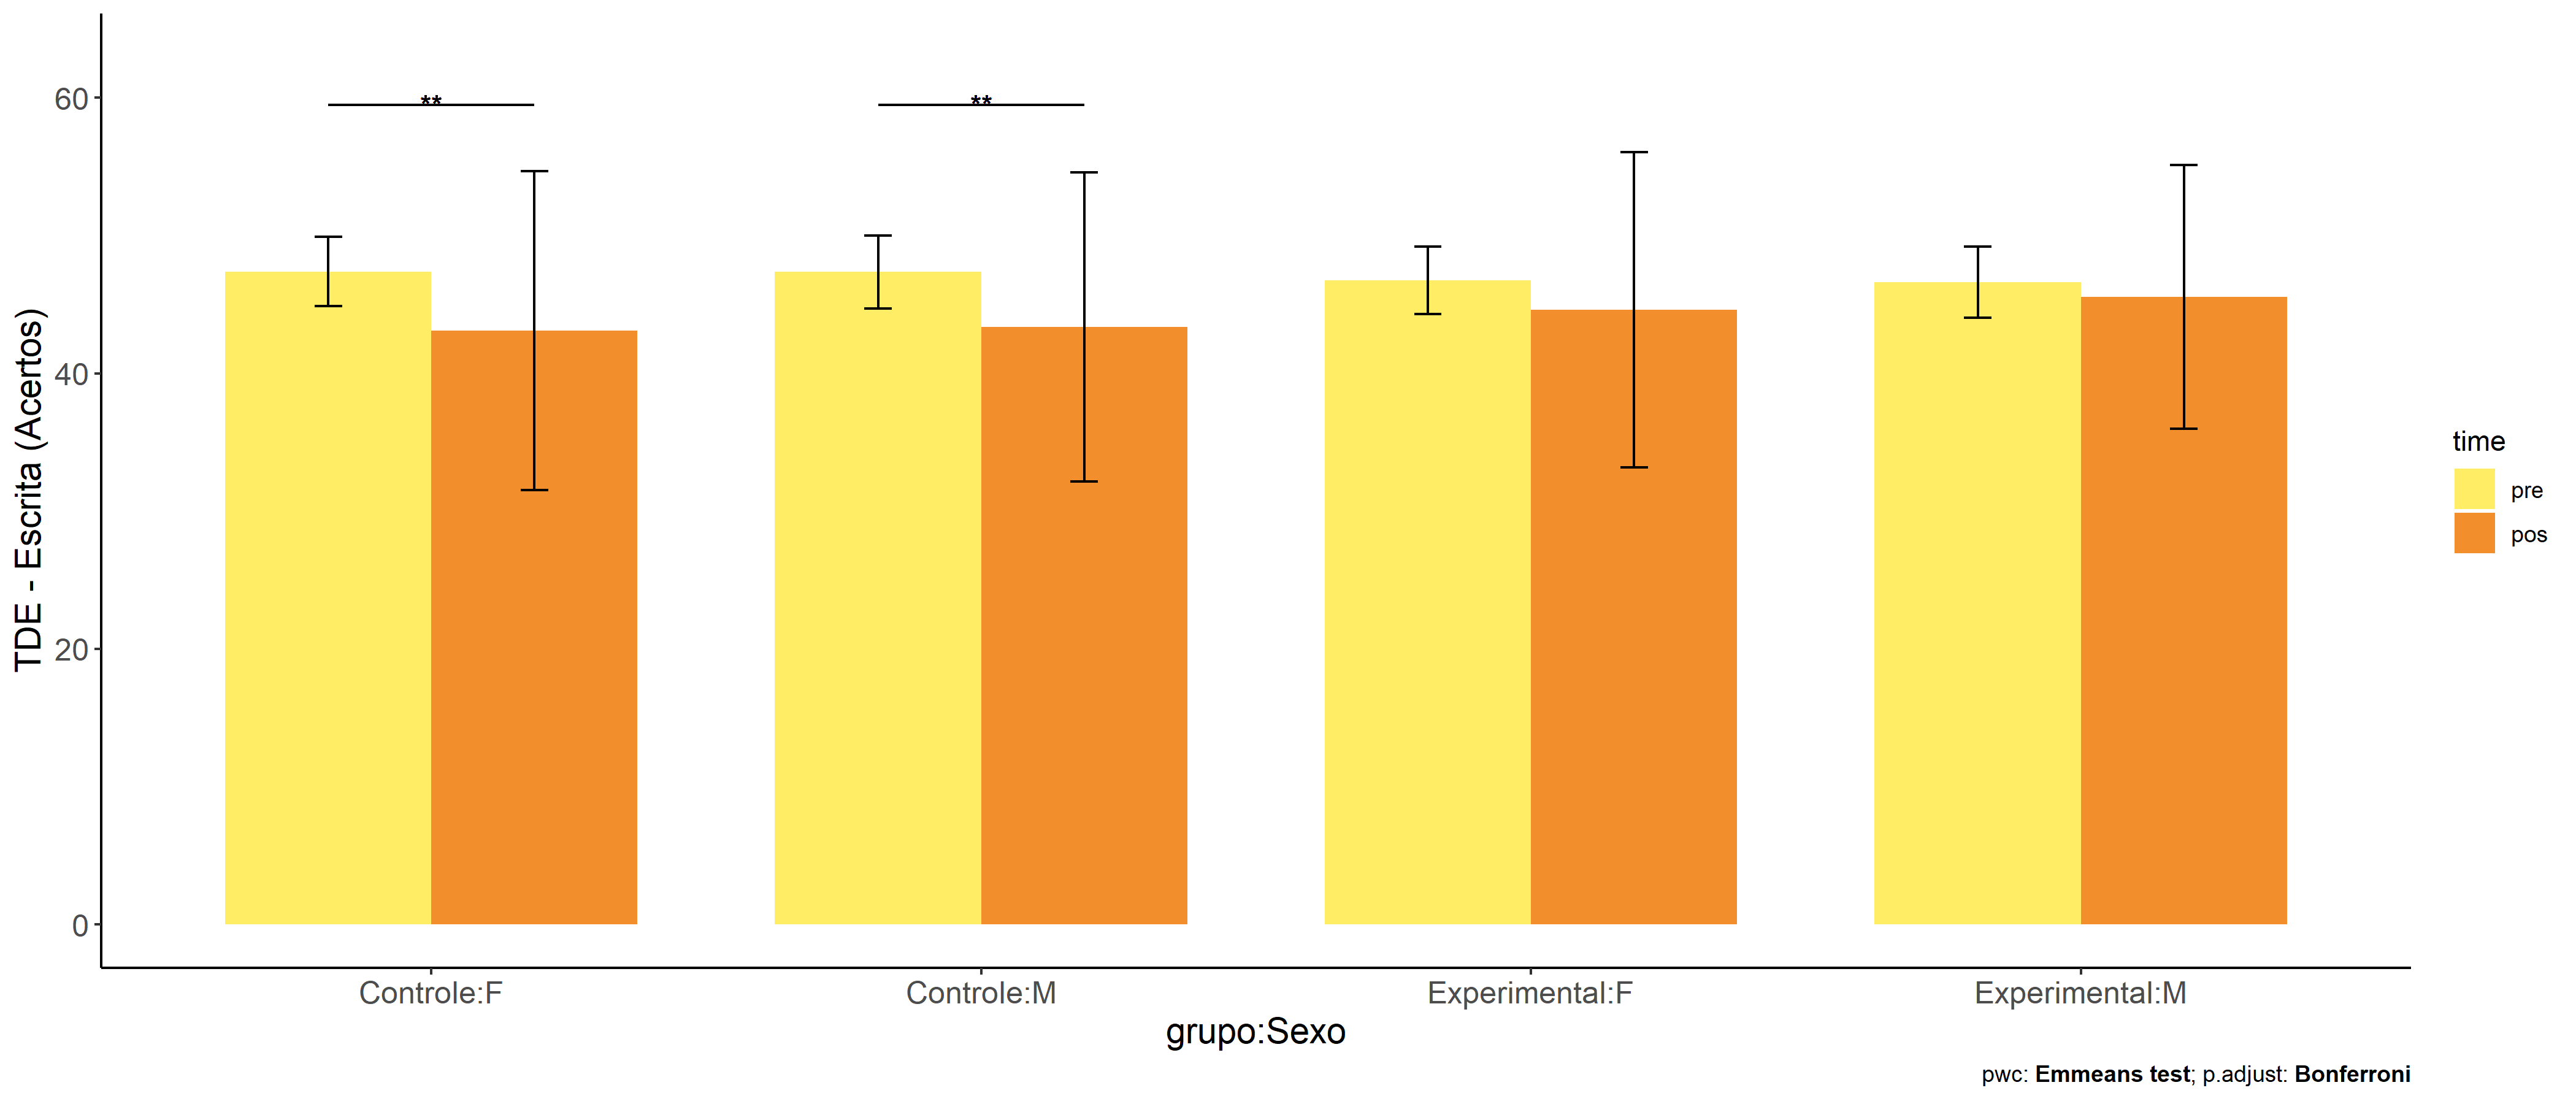 TDE - Escrita (Acertos)
60
40
20
0
**
**
Controle:F
Controle:M
Experimental:F
Experimental:M
grupo:Sexo
time
pre
pos
pwc: Emmeans test; p.adjust: Bonferroni